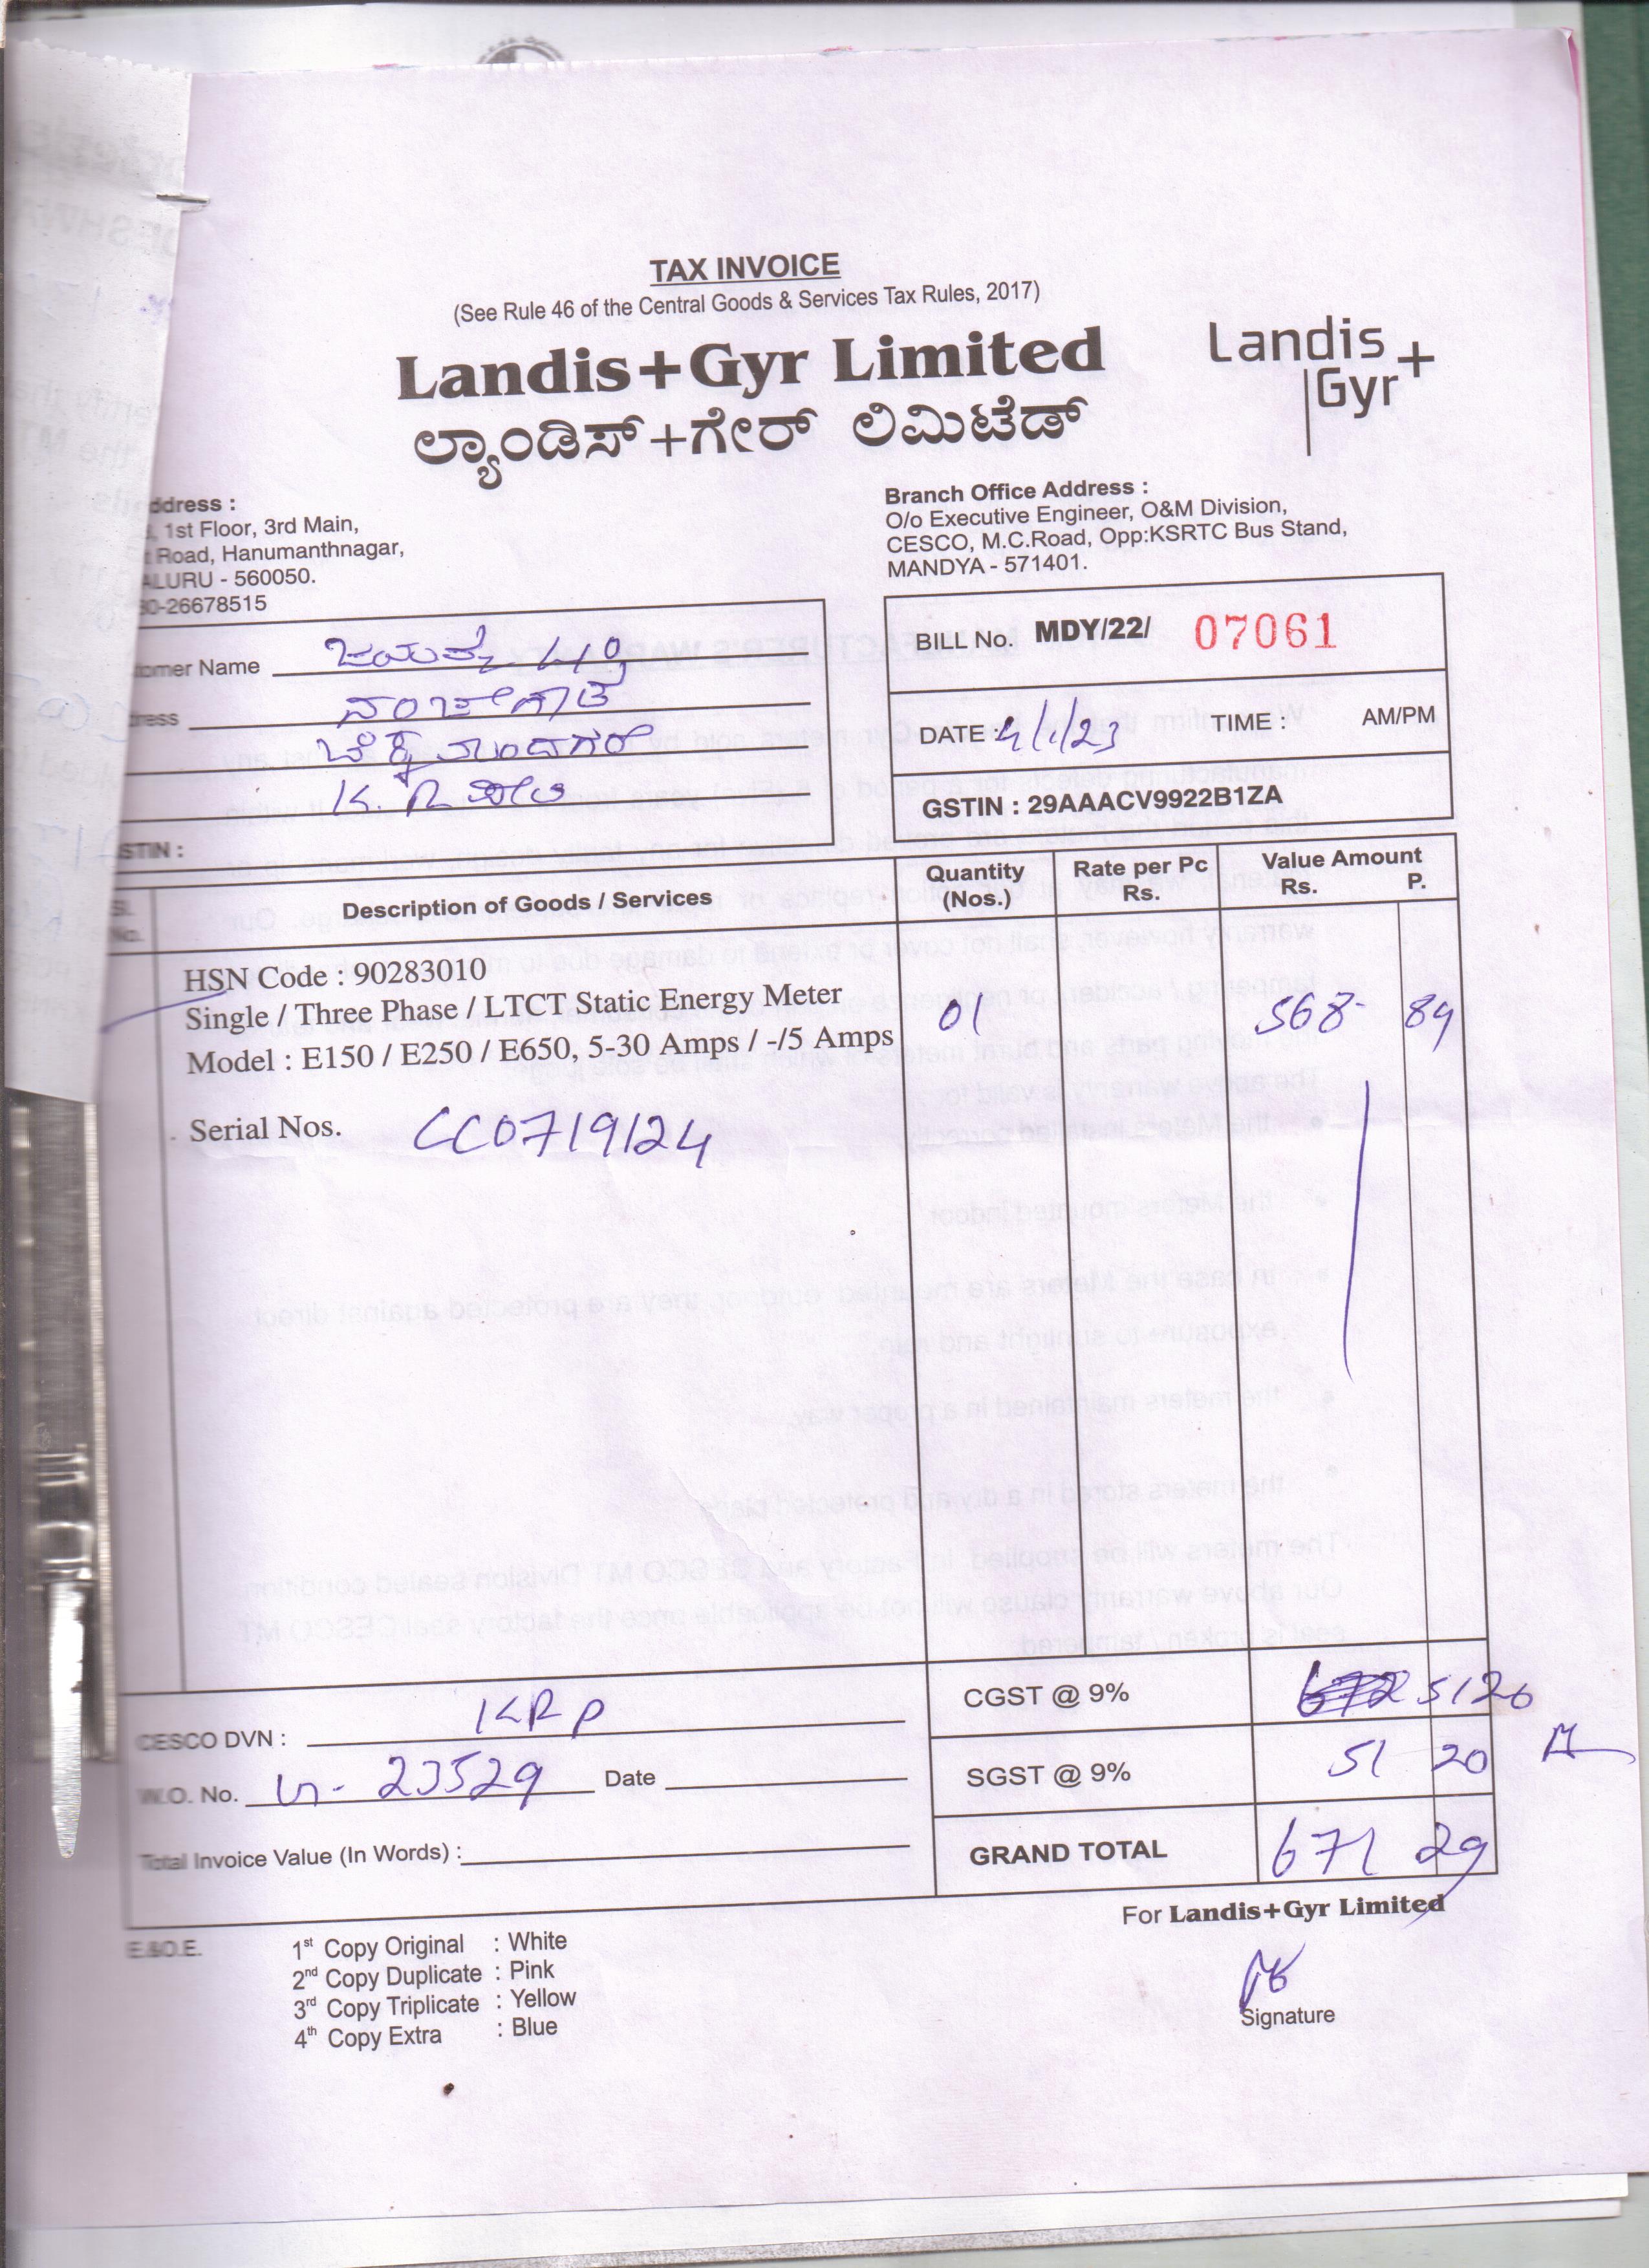 TAX INVOICE
(See Rule 46 of the Central Goods & Services Tax Rules, 2017)
Landis+Gyr Limited
ಲ್ಯಾಂಡಿಸ್+ಗೇರ್ ಲಿಮಿಟೆಡ್
Landis
Gyr+
ddress :
1st Floor, 3rd Main,
Road, Hanumanthnagar,
ALURU - 560050.
80-26678515
Branch Office Address :
O/o Executive Engineer, O&M Division,
CESCO, M.C.Road, Opp:KSRTC Bus Stand,
MANDYA - 571401.
tomer Name
ress
K. R
STIN :
BILL No. MDY/22/ 07061
DATE : 4/1/23 TIME : AM/PM
GSTIN : 29AAACV9922B1ZA
Sl. No. Description of Goods / Services Quantity (Nos.) Rate per Pc Rs. Value Amount Rs. P.
HSN Code : 90283010
Single / Three Phase / LTCT Static Energy Meter 01 568- 89
Model : E150 / E250 / E650, 5-30 Amps / -/5 Amps
Serial Nos. CC0719124
CESCO DVN : KRP
CGST @ 9% 51 20
W.O. No. 23529 Date
SGST @ 9% 51 20
Total Invoice Value (In Words) :
GRAND TOTAL 671 29
For Landis+Gyr Limited
E.&O.E.
1st Copy Original : White
2nd Copy Duplicate : Pink
3rd Copy Triplicate : Yellow
4th Copy Extra : Blue
Signature